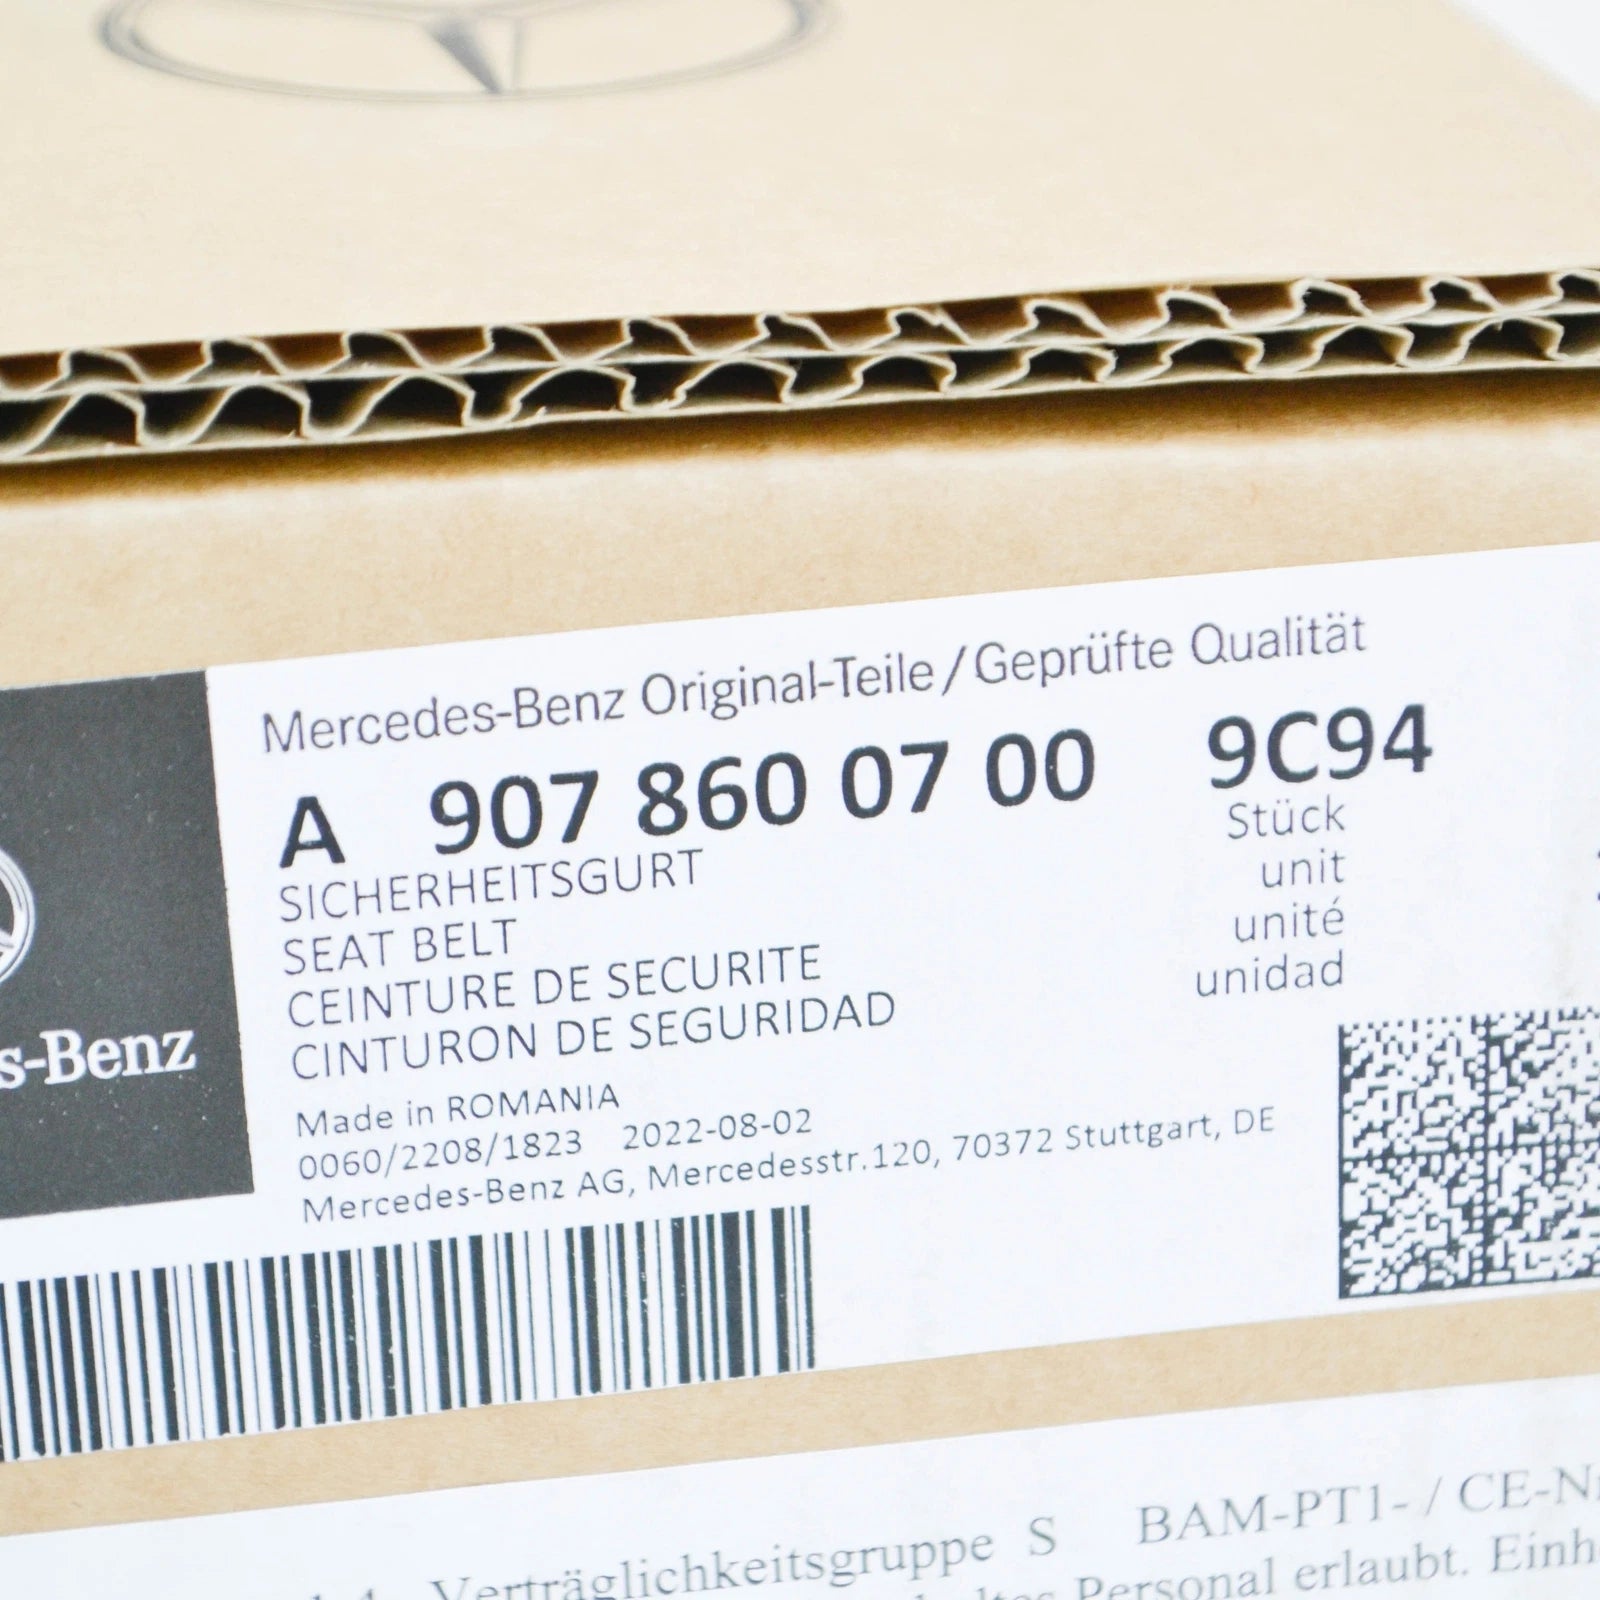 Mercedes-Benz Original-Teile/Geprüfte Qualität
A 907 860 07 00 9C94
SICHERHEITSGURT
SEAT BELT
CEINTURE DE SECURITE
CINTURON DE SEGURIDAD
Stück
unit
unité
unidad
s-Benz
Made in ROMANIA
0060/2208/1823 2022-08-02
Mercedes-Benz AG, Mercedesstr.120, 70372 Stuttgart, DE
Verträglichkeitsgruppe S BAM-PT1- / CE-Nr
Personal erlaubt. Einh